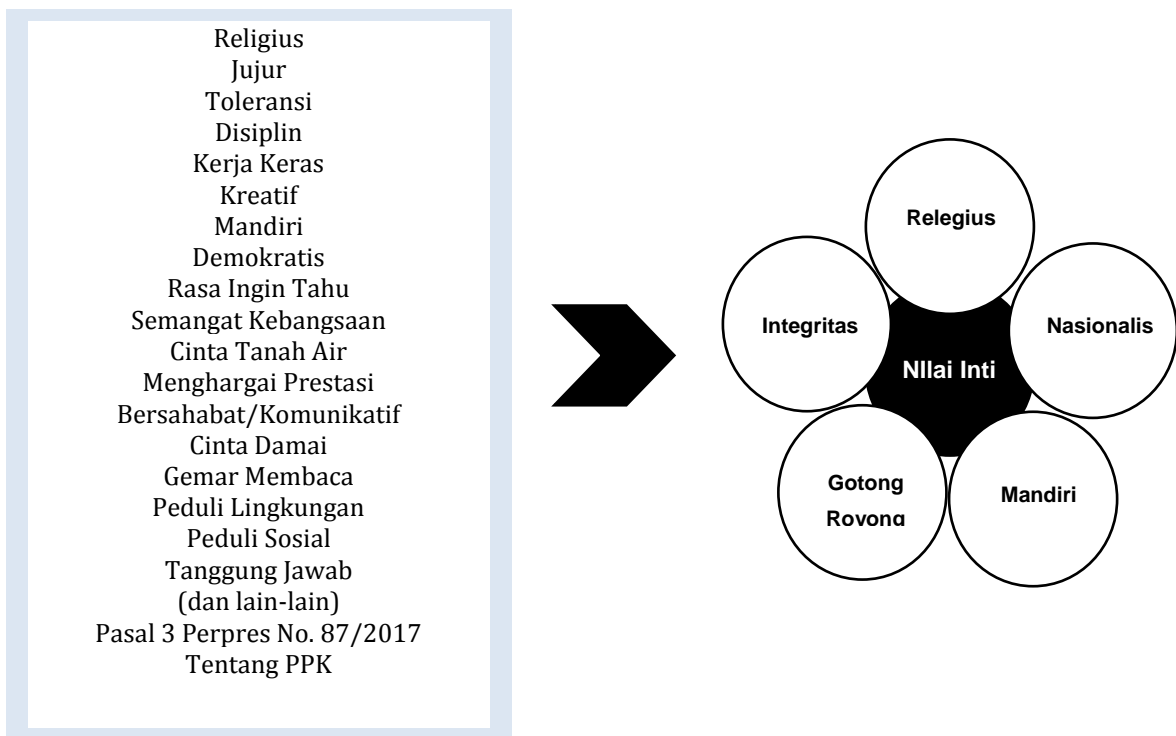 Religius
Jujur
Toleransi
Disiplin
Kerja Keras
Kreatif
Mandiri
Demokratis
Rasa Ingin Tahu
Semangat Kebangsaan
Cinta Tanah Air
Menghargai Prestasi
Bersahabat/Komunikatif
Cinta Damai
Gemar Membaca
Peduli Lingkungan
Peduli Sosial
Tanggung Jawab
(dan lain-lain)
Pasal 3 Perpres No. 87/2017
Tentang PPK
Relegius
Integritas
Nasionalis
NIlai Inti
Gotong
Royong
Mandiri